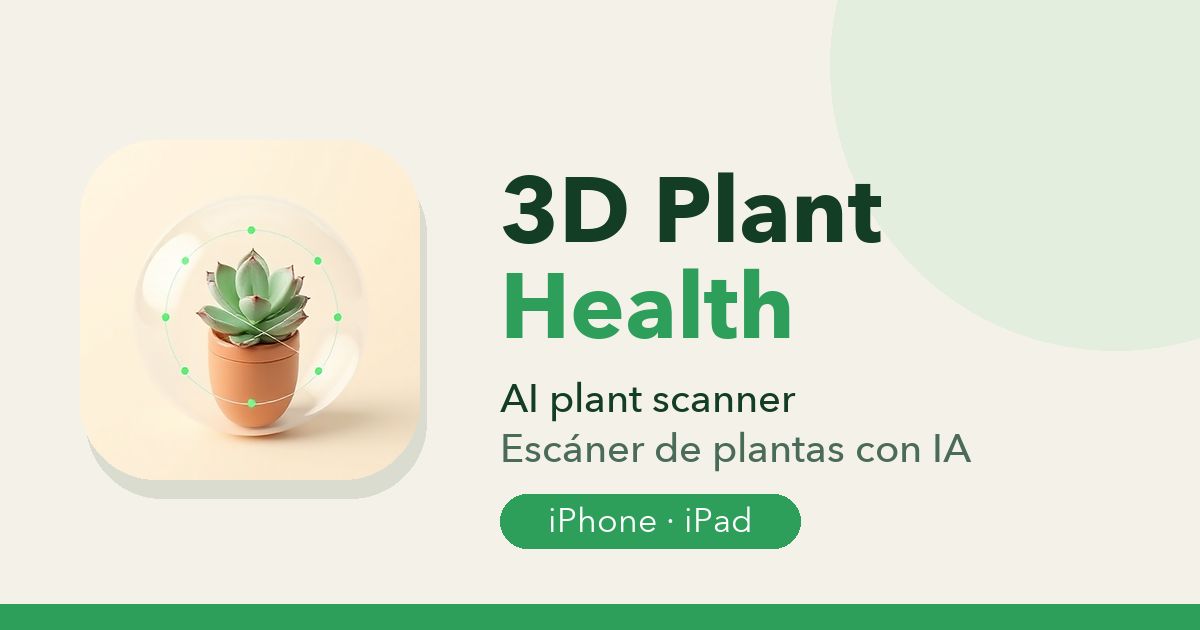 3D Plant
Health
AI plant scanner
Escáner de plantas con IA
iPhone · iPad